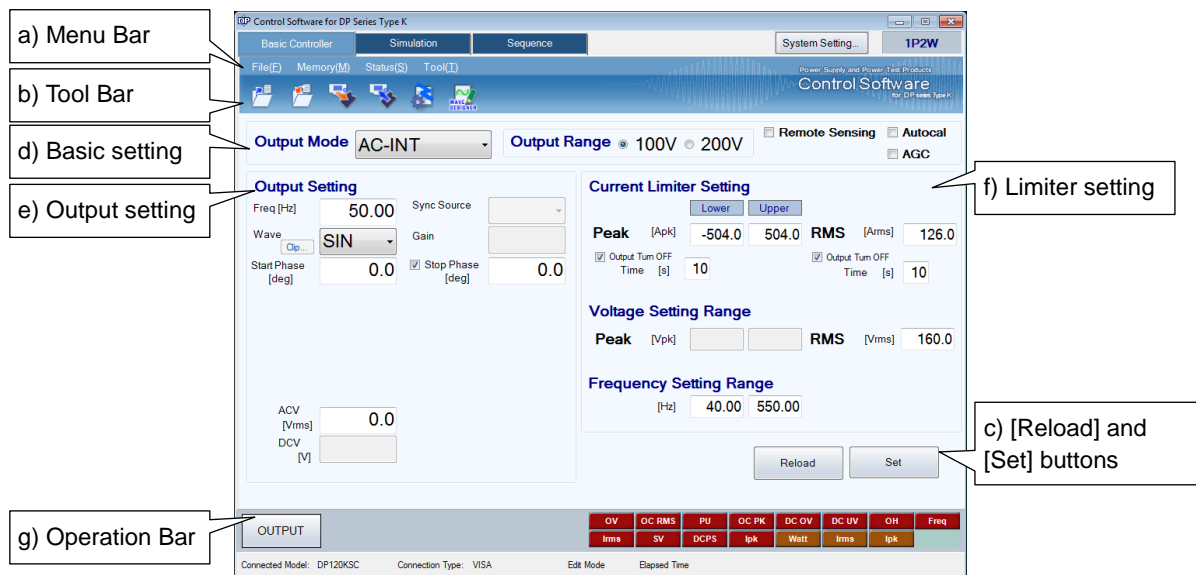 a) Menu Bar
b) Tool Bar
d) Basic setting
e) Output setting
g) Operation Bar
DP Control Software for DP Series Type K
Basic Controller Simulation Sequence System Setting... 1P2W
File(F) Memory(M) Status(S) Tool(T)
Power Supply and Power Test Products
Control Software
for DP series Type K
WAVE
DESIGNER
Output Mode AC-INT Output Range 100V 200V Remote Sensing Autocal
AGC
Output Setting
Freq [Hz] 50.00 Sync Source
Wave Clip... SIN Gain
Start Phase [deg] 0.0 Stop Phase [deg] 0.0
ACV [Vrms] 0.0
DCV [V]
Current Limiter Setting
Lower Upper
Peak [Apk] -504.0 504.0 RMS [Arms] 126.0
Output Turn OFF Output Turn OFF
Time [s] 10 Time [s] 10
Voltage Setting Range
Peak [Vpk] RMS [Vrms] 160.0
Frequency Setting Range
[Hz] 40.00 550.00
Reload Set
OUTPUT
OV OC RMS PU OC PK DC OV DC UV OH Freq
Irms SV DCPS Ipk Watt Irms Ipk
Connected Model: DP120KSC Connection Type: VISA Edit Mode Elapsed Time
f) Limiter setting
c) [Reload] and
[Set] buttons